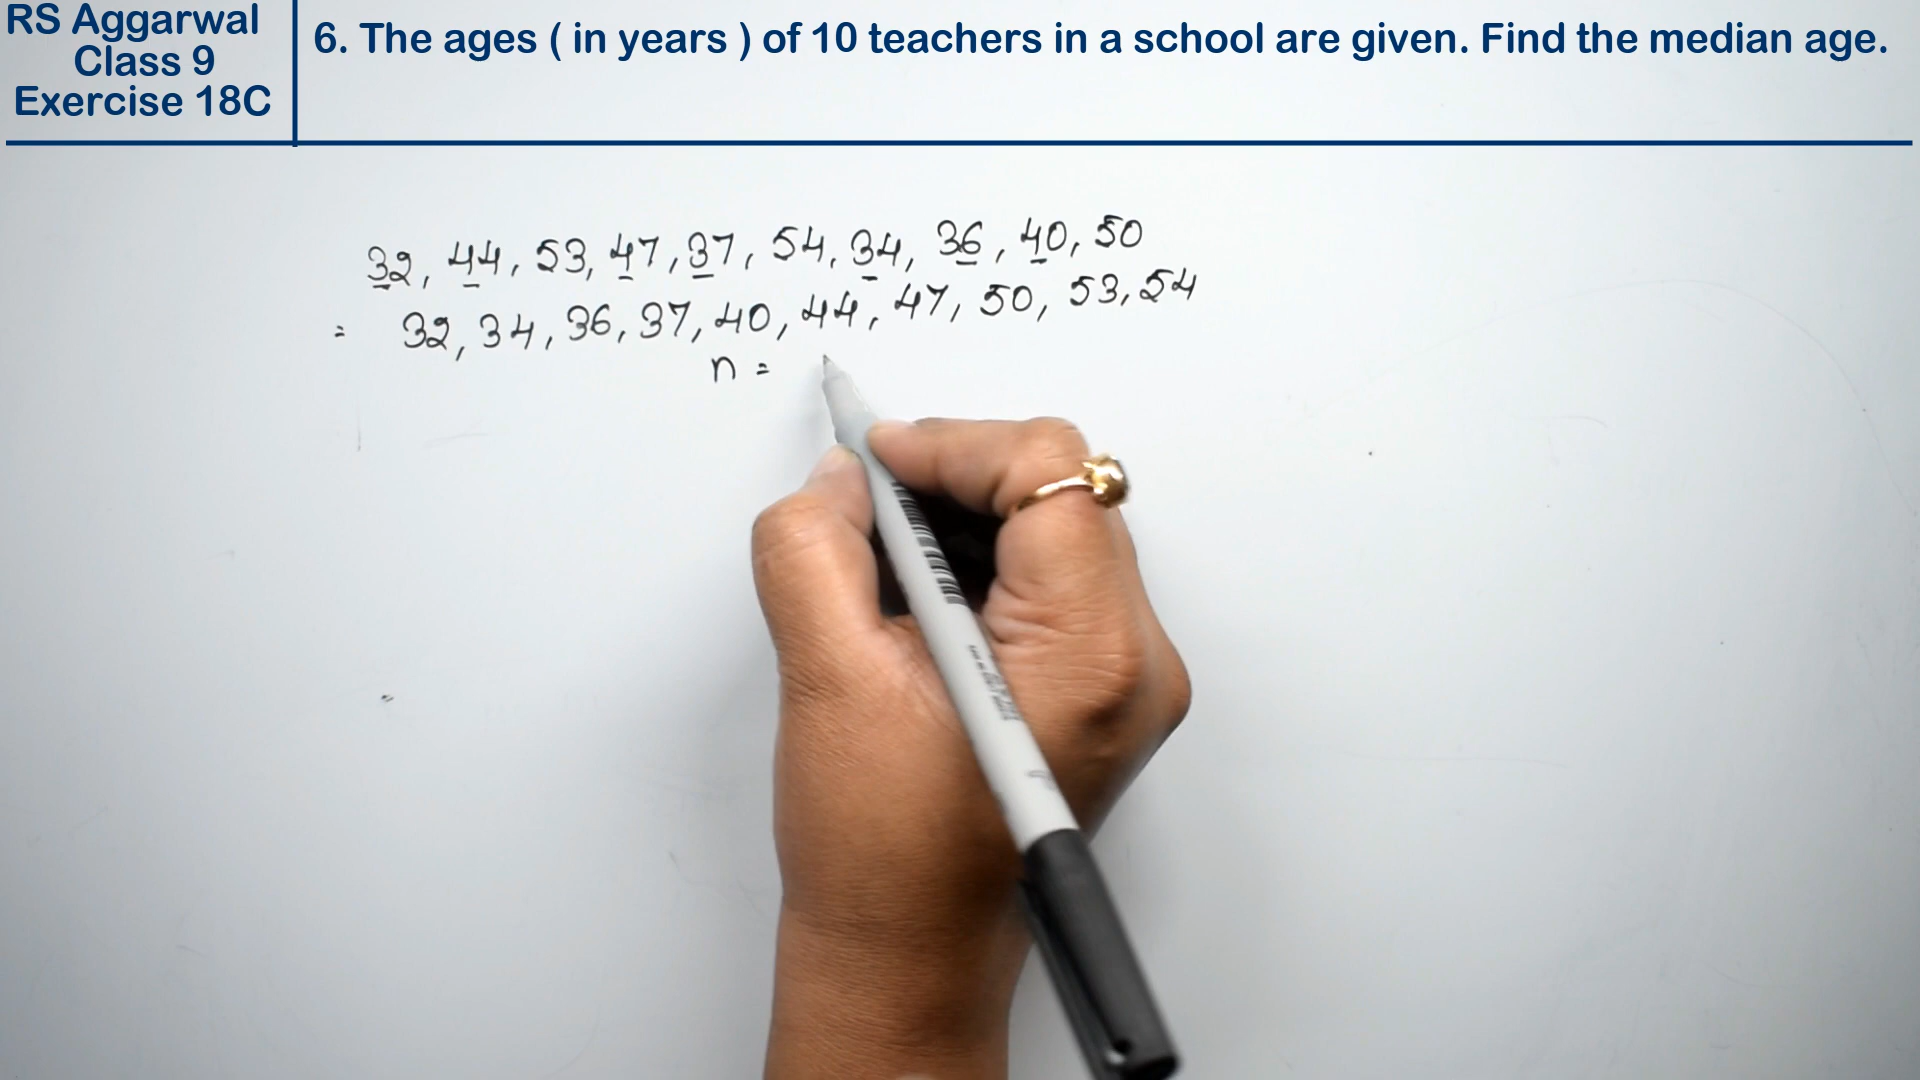 RS Aggarwal
Class 9
Exercise 18C
6. The ages ( in years ) of 10 teachers in a school are given. Find the median age.
32, 44, 53, 47, 37, 54, 34, 36, 40, 50
= 32, 34, 36, 37, 40, 44, 47, 50, 53, 54
n =